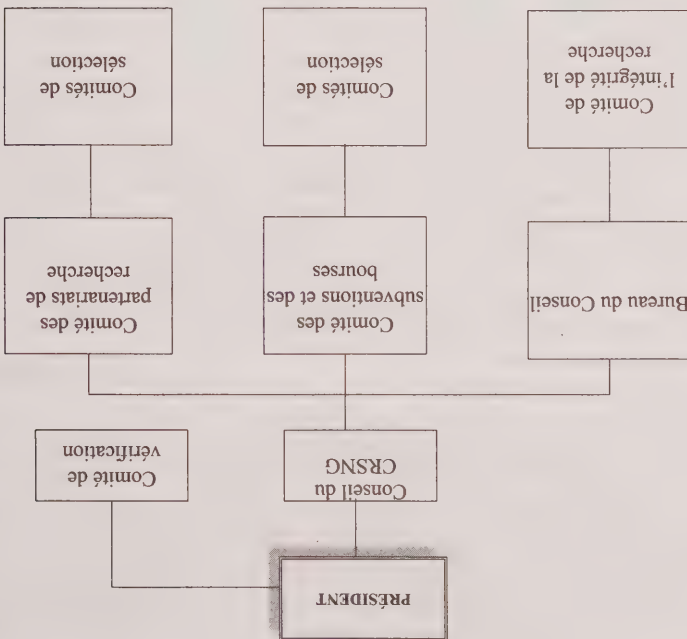 PRÉSIDENT
Conseil du
CRSNG
Comité de
vérification
Bureau du Conseil
Comité des
subventions et des
bourses
Comité des
partenariats de
recherche
Comité de
l'intégrité de la
recherche
Comités de
sélection
Comités de
sélection